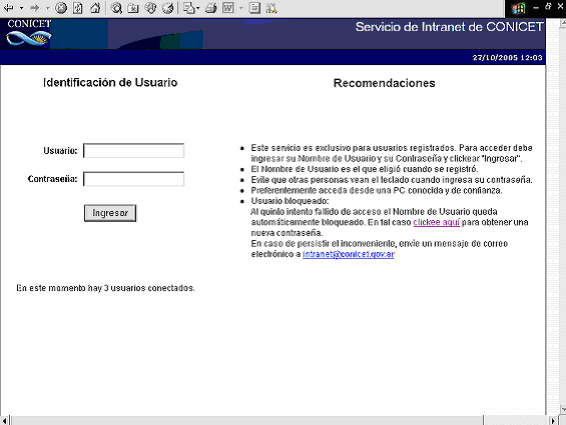 CONICET
Servicio de Intranet de CONICET
27/10/2005 12:03
Identificación de Usuario
Usuario:
Contraseña:
Ingresar
En este momento hay 3 usuarios conectados.
Recomendaciones
Este servicio es exclusivo para usuarios registrados. Para acceder debe
ingresar su Nombre de Usuario y su Contraseña y clickear "Ingresar".
El Nombre de Usuario es el que eligió cuando se registró.
Evite que otras personas vean el teclado cuando ingresa su contraseña.
Preferentemente acceda desde una PC conocida y de confianza.
Usuario bloqueado:
Al quinto intento fallido de acceso el Nombre de Usuario queda
automáticamente bloqueado. En tal caso clickee aquí para obtener una
nueva contraseña.
En caso de persistir el inconveniente, envíe un mensaje de correo
electrónico a intranet@conicet.gov.ar